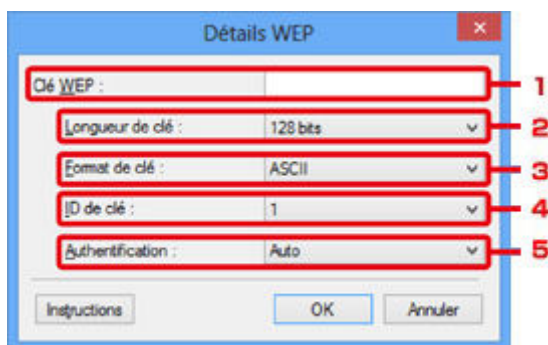 Détails WEP
Clé WEP : 1
Longueur de clé : 128 bits 2
Format de clé : ASCII 3
ID de clé : 1 4
Authentification : Auto 5
Instructions OK Annuler